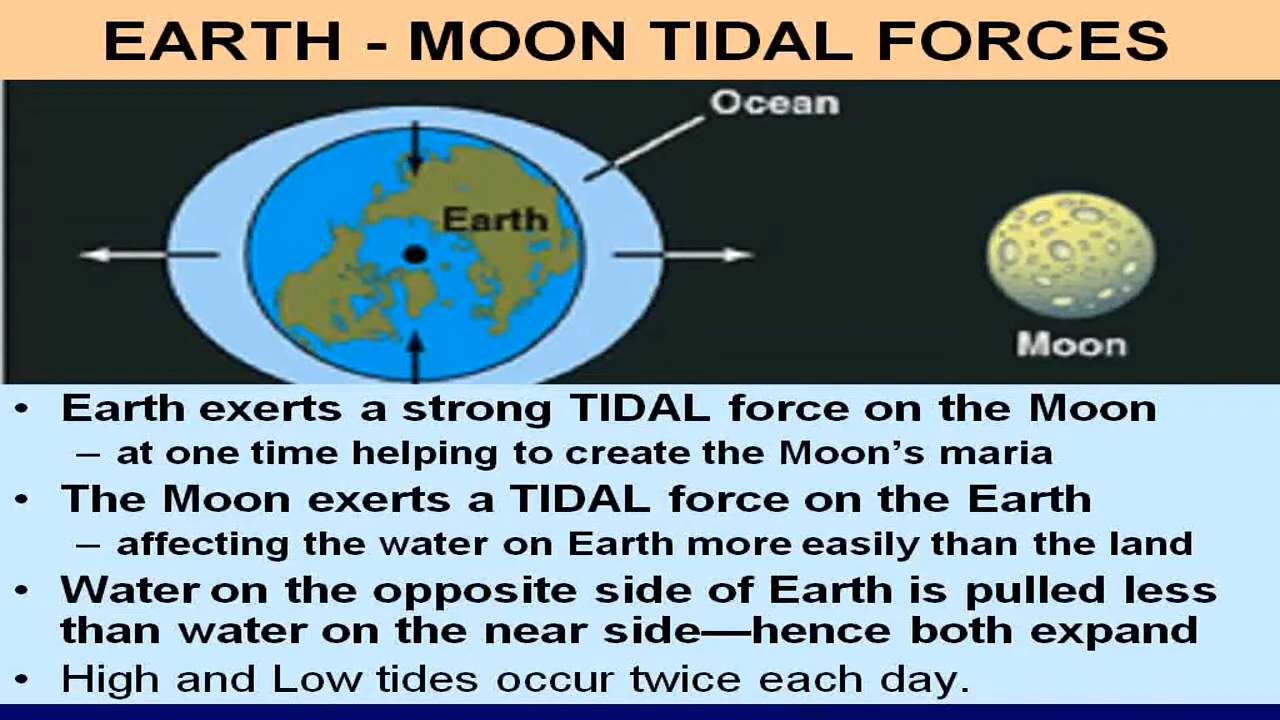 EARTH - MOON TIDAL FORCES
Ocean
Earth
Moon
• Earth exerts a strong TIDAL force on the Moon
– at one time helping to create the Moon’s maria
• The Moon exerts a TIDAL force on the Earth
– affecting the water on Earth more easily than the land
• Water on the opposite side of Earth is pulled less
than water on the near side—hence both expand
• High and Low tides occur twice each day.